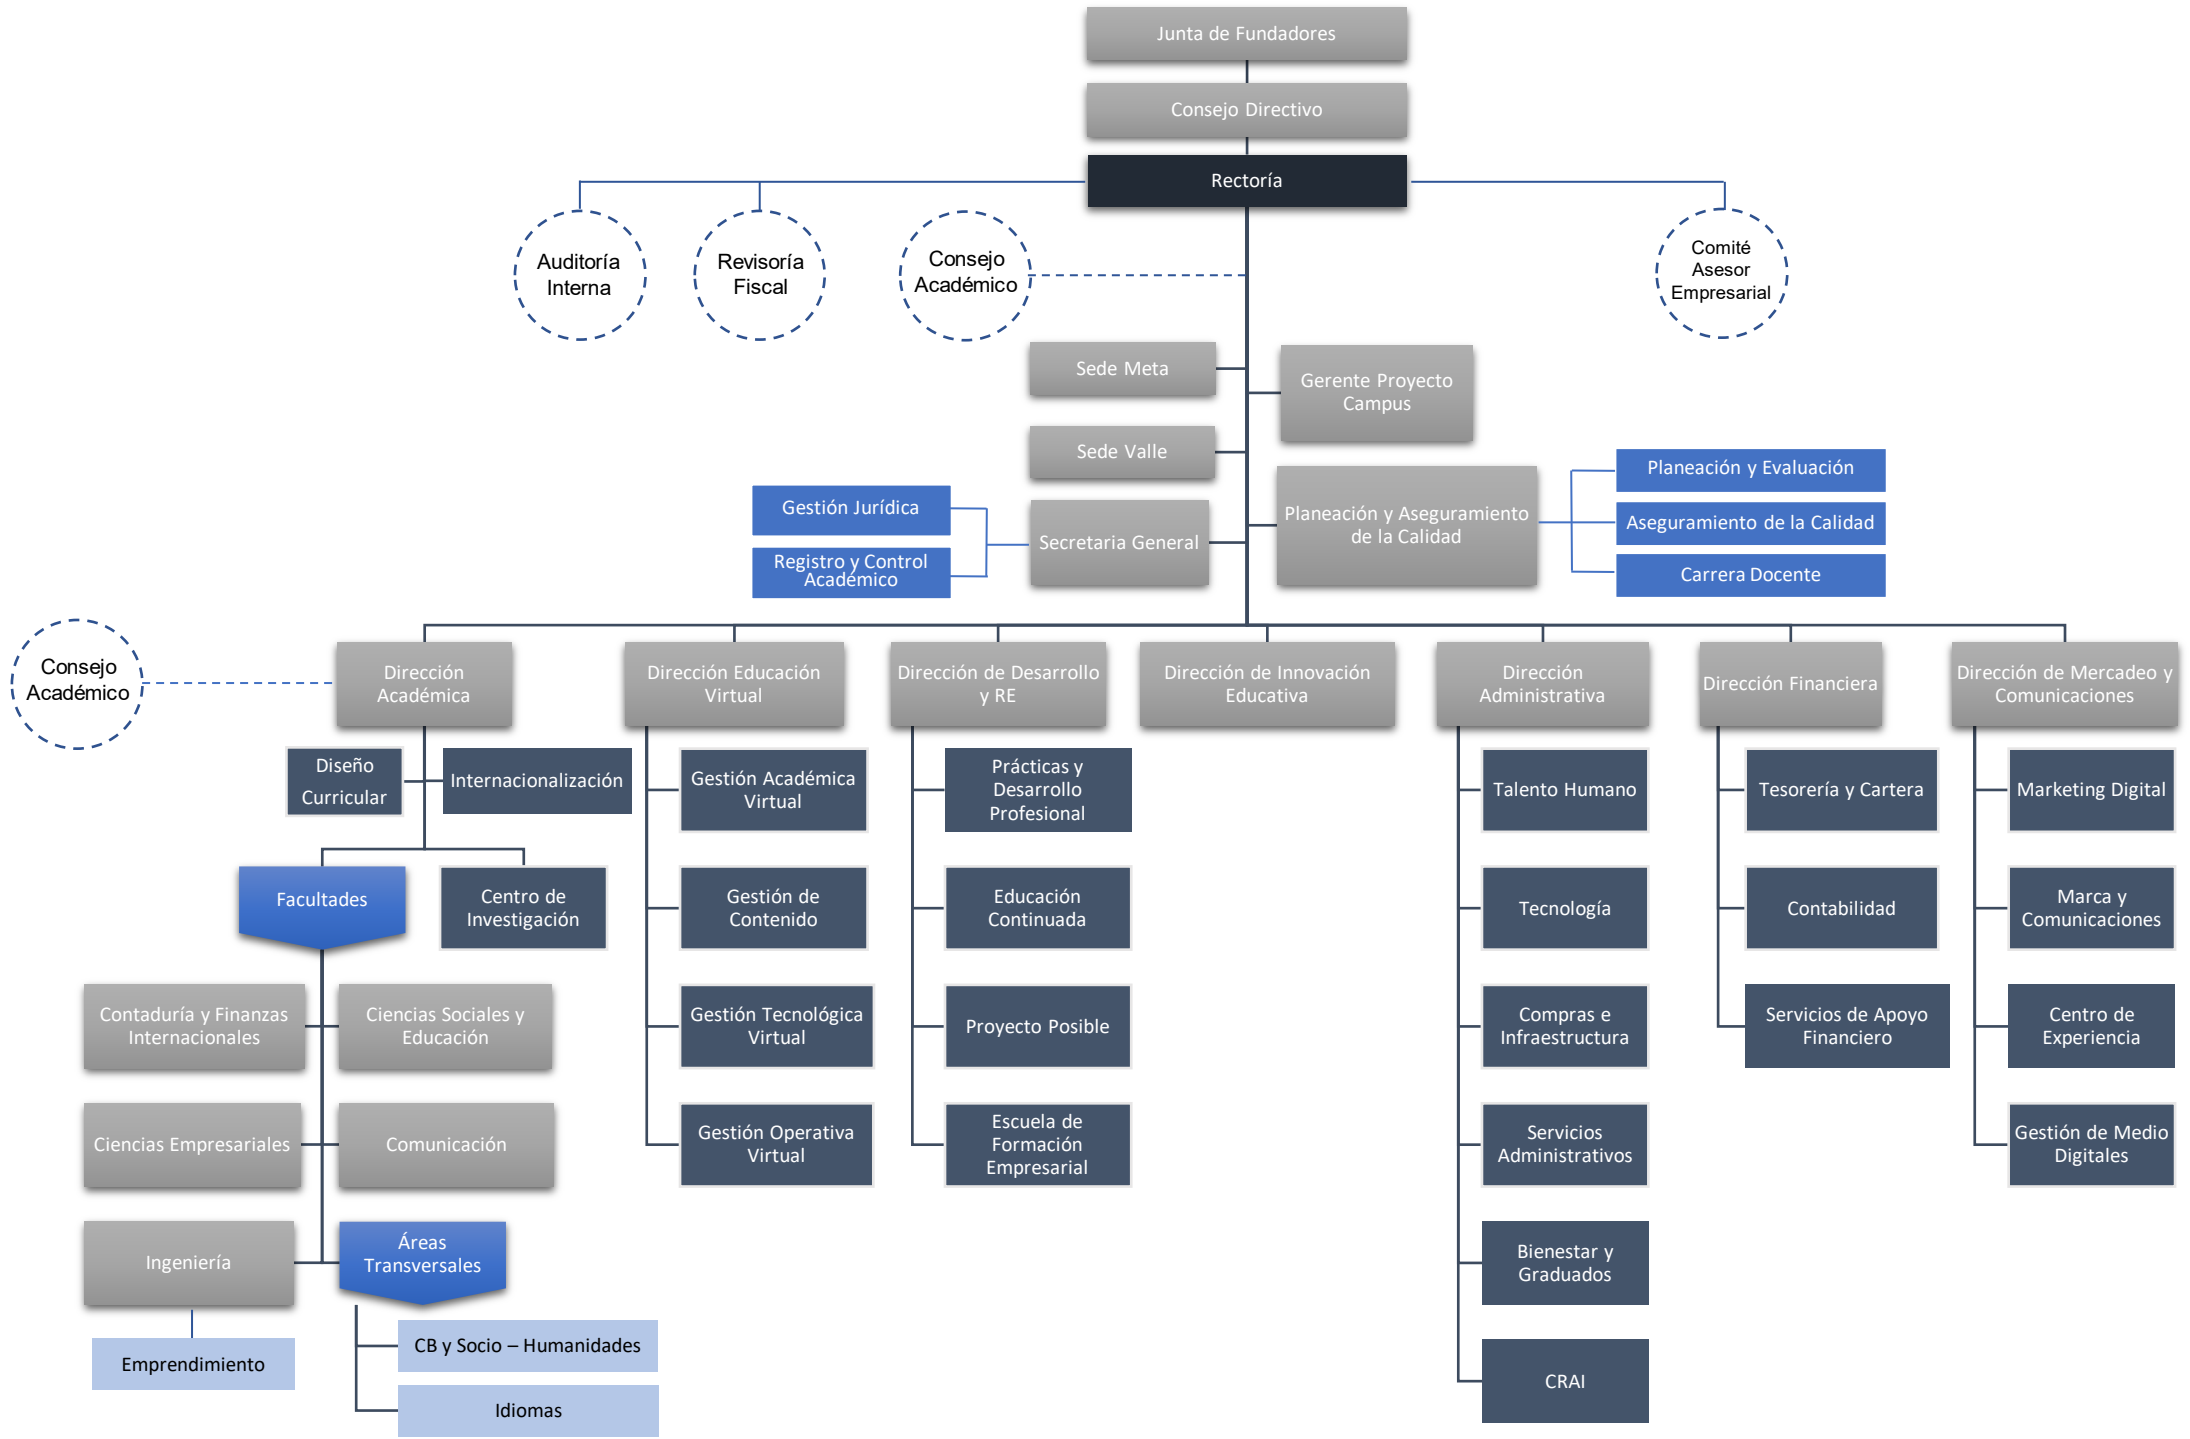 Junta de Fundadores
Consejo Directivo
Rectoría
Auditoría
Interna
Revisoría
Fiscal
Consejo
Académico
Comité
Asesor
Empresarial
Sede Meta
Gerente Proyecto
Campus
Sede Valle
Planeación y Evaluación
Gestión Jurídica
Planeación y Aseguramiento
de la Calidad
Aseguramiento de la Calidad
Secretaria General
Registro y Control
Académico
Carrera Docente
Consejo
Académico
Dirección
Académica
Dirección Educación
Virtual
Dirección de Desarrollo
y RE
Dirección de Innovación
Educativa
Dirección
Administrativa
Dirección Financiera
Dirección de Mercadeo y
Comunicaciones
Diseño
Curricular
Internacionalización
Gestión Académica
Virtual
Prácticas y
Desarrollo
Profesional
Talento Humano
Tesorería y Cartera
Marketing Digital
Facultades
Centro de
Investigación
Gestión de
Contenido
Educación
Continuada
Tecnología
Contabilidad
Marca y
Comunicaciones
Contaduría y Finanzas
Internacionales
Ciencias Sociales y
Educación
Gestión Tecnológica
Virtual
Proyecto Posible
Compras e
Infraestructura
Servicios de Apoyo
Financiero
Centro de
Experiencia
Ciencias Empresariales
Comunicación
Gestión Operativa
Virtual
Escuela de
Formación
Empresarial
Servicios
Administrativos
Gestión de Medio
Digitales
Ingeniería
Áreas
Transversales
Bienestar y
Graduados
Emprendimiento
CB y Socio – Humanidades
CRAI
Idiomas